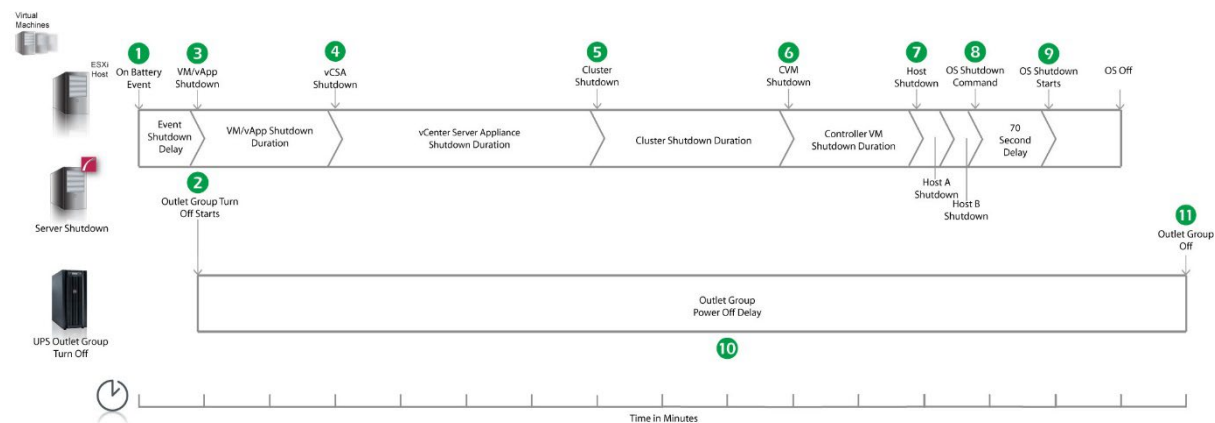 Virtual
Machines
ESXi
Host
1
On Battery
Event
3
VM/vApp
Shutdown
4
vCSA
Shutdown
5
Cluster
Shutdown
6
CVM
Shutdown
7
Host
Shutdown
8
OS Shutdown
Command
9
OS Shutdown
Starts
OS Off
Event
Shutdown
Delay
VM/vApp Shutdown
Duration
vCenter Server Appliance
Shutdown Duration
Cluster Shutdown Duration
Controller VM
Shutdown Duration
70
Second
Delay
Host A
Shutdown
Host B
Shutdown
2
Outlet Group Turn
Off Starts
Server Shutdown
11
Outlet Group
Off
Outlet Group
Power Off Delay
10
UPS Outlet Group
Turn Off
Time in Minutes